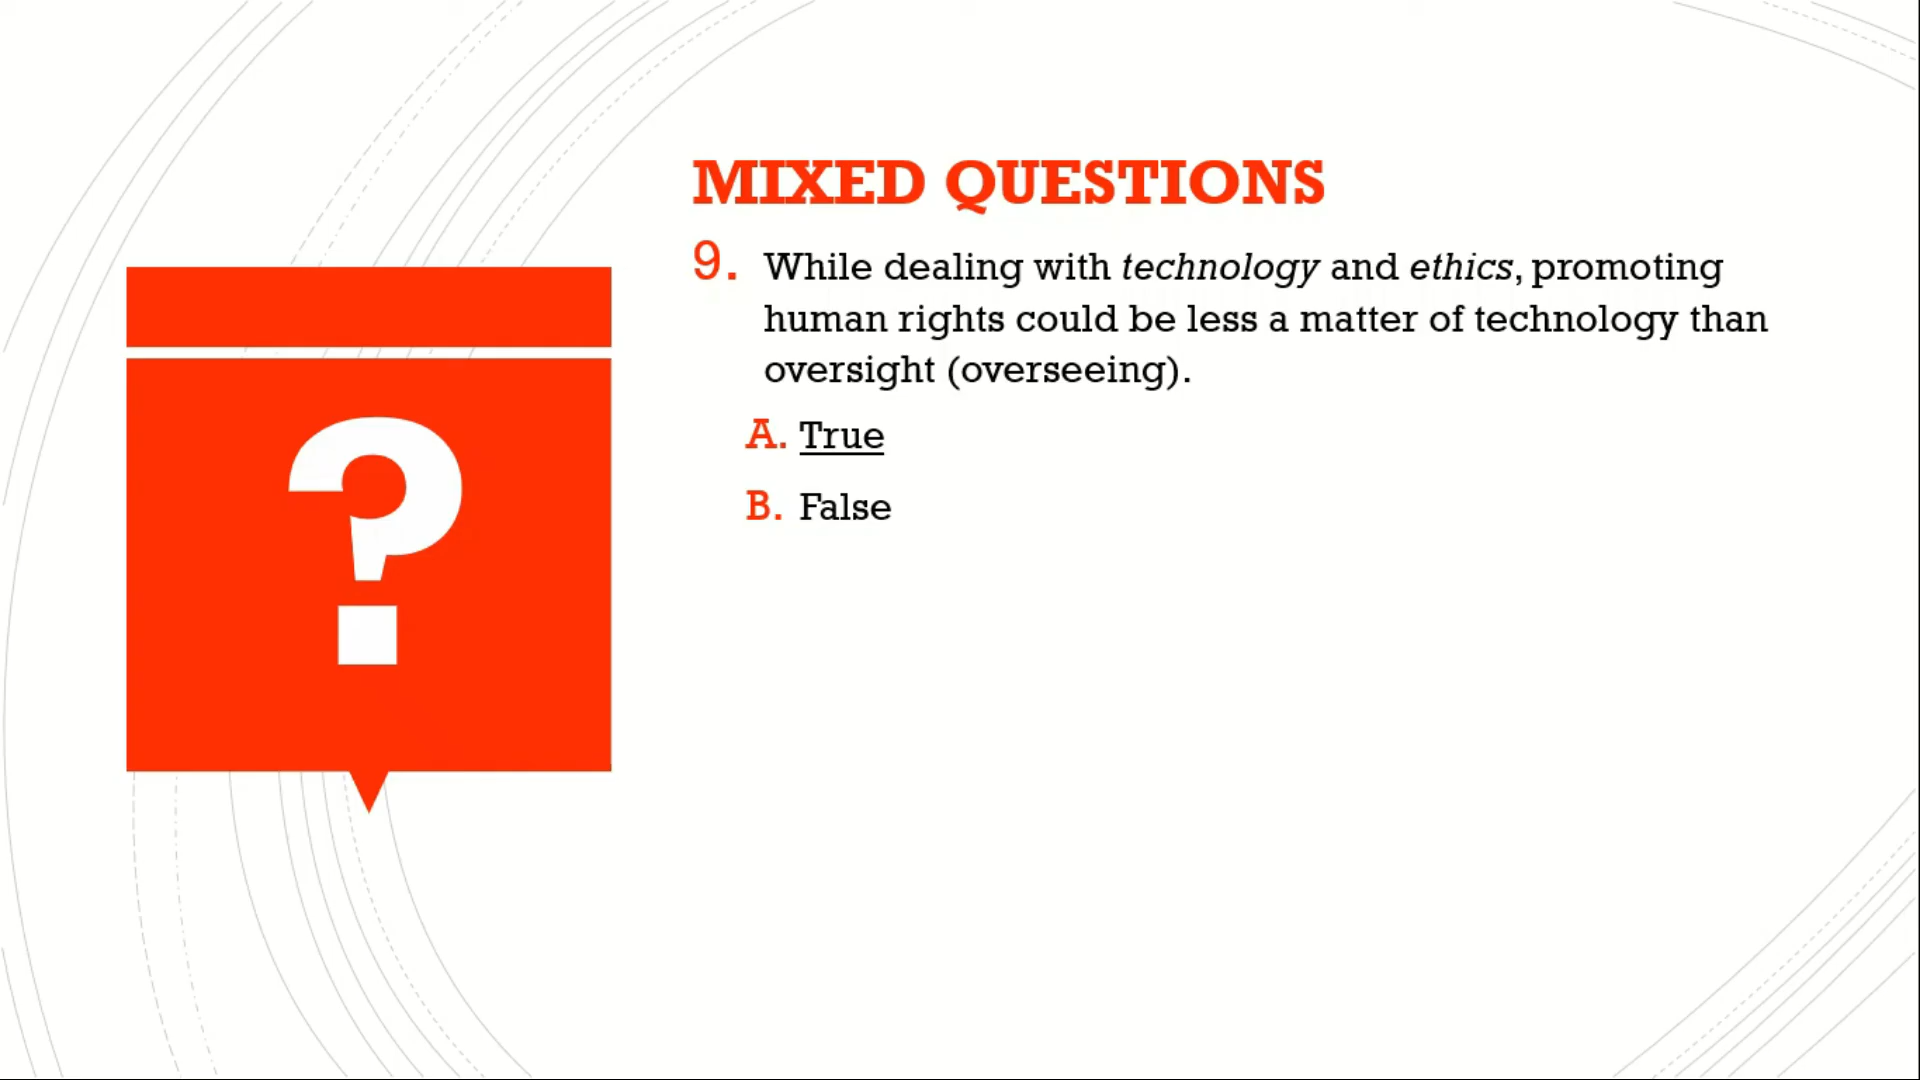 MIXED QUESTIONS
9. While dealing with technology and ethics, promoting
human rights could be less a matter of technology than
oversight (overseeing).
A. True
B. False
?